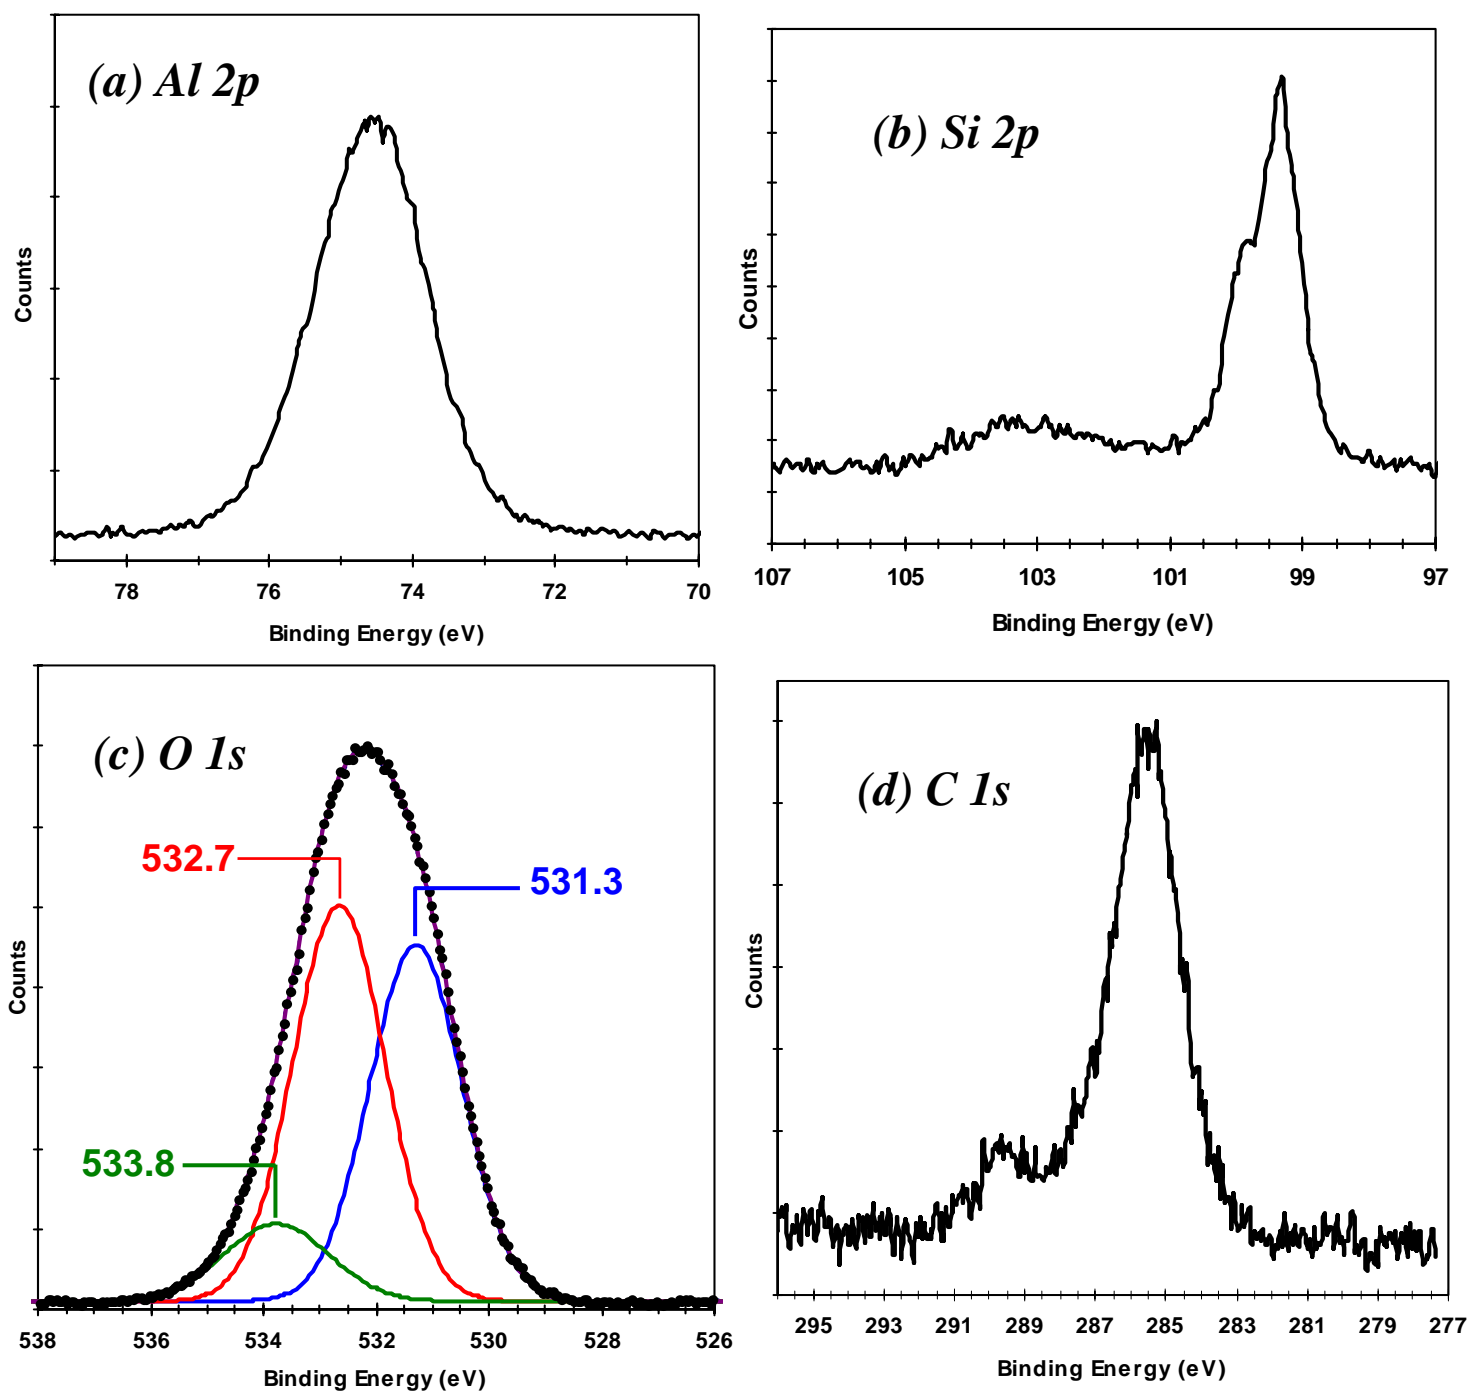 (a) Al 2p
Counts
78 76 74 72 70
Binding Energy (eV)
(b) Si 2p
Counts
107 105 103 101 99 97
Binding Energy (eV)
(c) O 1s
532.7
531.3
533.8
Counts
538 536 534 532 530 528 526
Binding Energy (eV)
(d) C 1s
Counts
295 293 291 289 287 285 283 281 279 277
Binding Energy (eV)